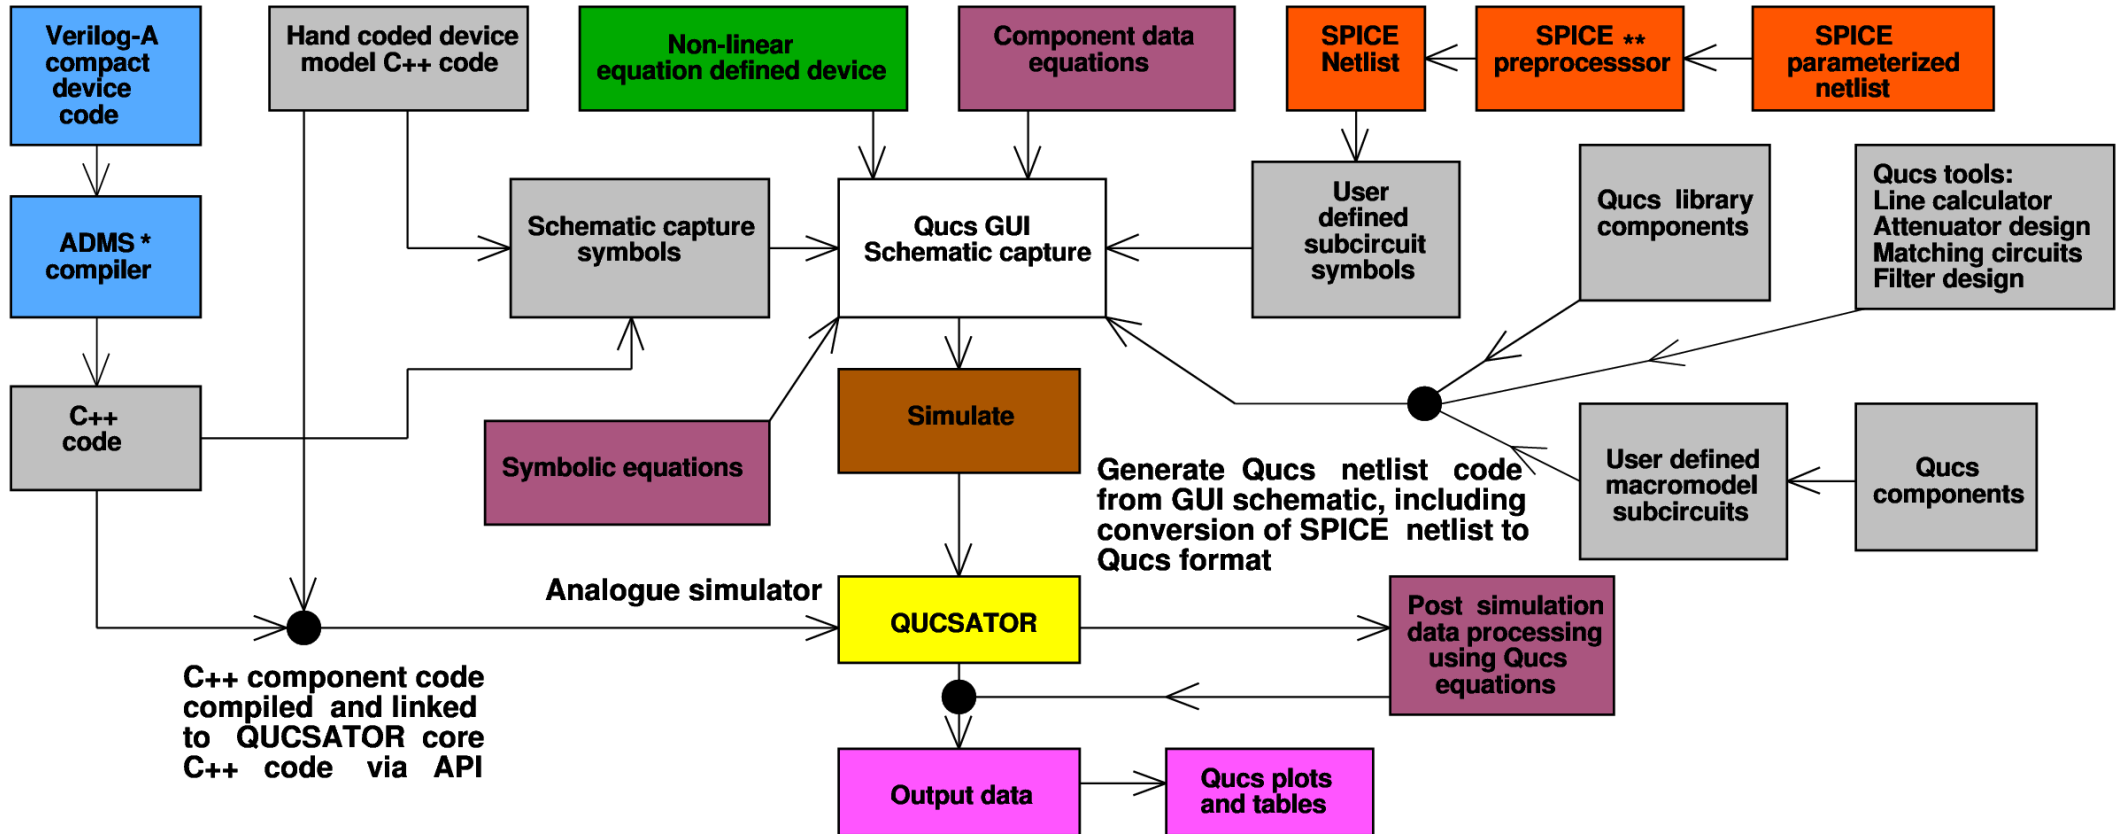 Verilog-A
compact
device
code
Hand coded device
model C++ code
Non-linear
equation defined device
Component data
equations
SPICE
Netlist
SPICE **
preprocesssor
SPICE
parameterized
netlist
ADMS *
compiler
Schematic capture
symbols
Qucs GUI
Schematic capture
User
defined
subcircuit
symbols
Qucs library
components
Qucs tools:
Line calculator
Attenuator design
Matching circuits
Filter design
C++
code
Symbolic equations
Simulate
Generate Qucs netlist code
from GUI schematic, including
conversion of SPICE netlist to
Qucs format
User defined
macromodel
subcircuits
Qucs
components
Analogue simulator
QUCSATOR
Post simulation
data processing
using Qucs
equations
C++ component code
compiled and linked
to QUCSATOR core
C++ code via API
Output data
Qucs plots
and tables